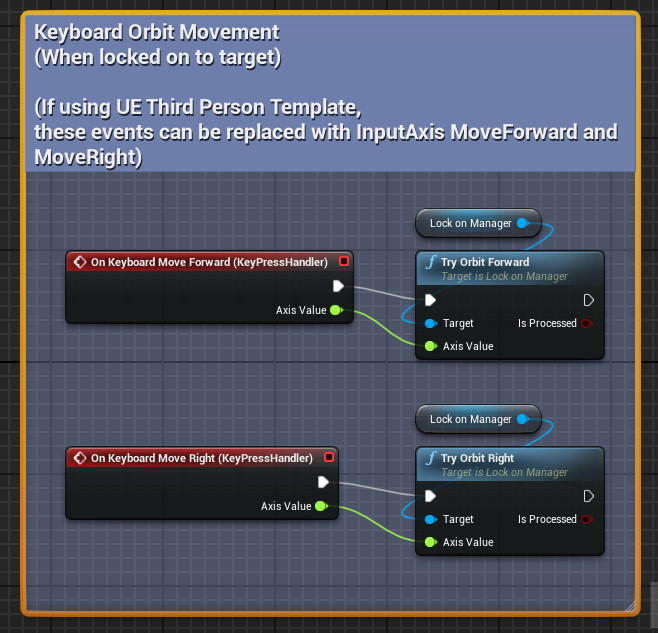 Keyboard Orbit Movement
(When locked on to target)
(If using UE Third Person Template,
these events can be replaced with InputAxis MoveForward and
MoveRight)
Lock on Manager
On Keyboard Move Forward (KeyPressHandler)
Axis Value
Try Orbit Forward
Target is Lock on Manager
Target
Is Processed
Axis Value
Lock on Manager
On Keyboard Move Right (KeyPressHandler)
Axis Value
Try Orbit Right
Target is Lock on Manager
Target
Is Processed
Axis Value